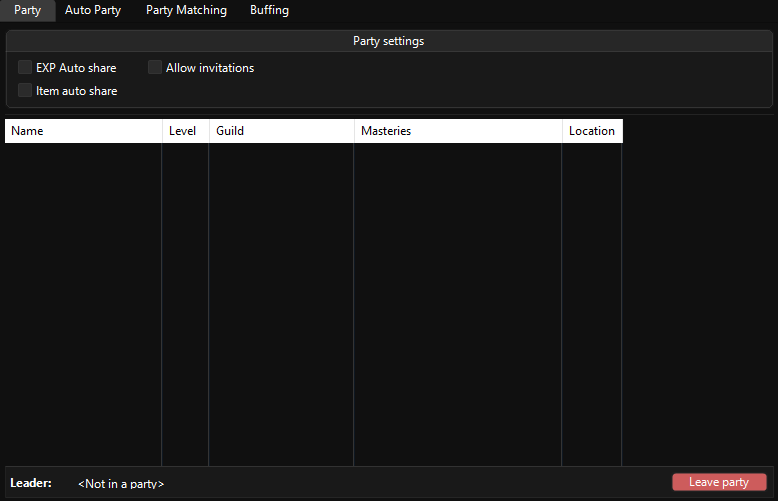 Party Auto Party Party Matching Buffing
Party settings
EXP Auto share Allow invitations
Item auto share
Name Level Guild Masteries Location
Leader: <Not in a party> Leave party